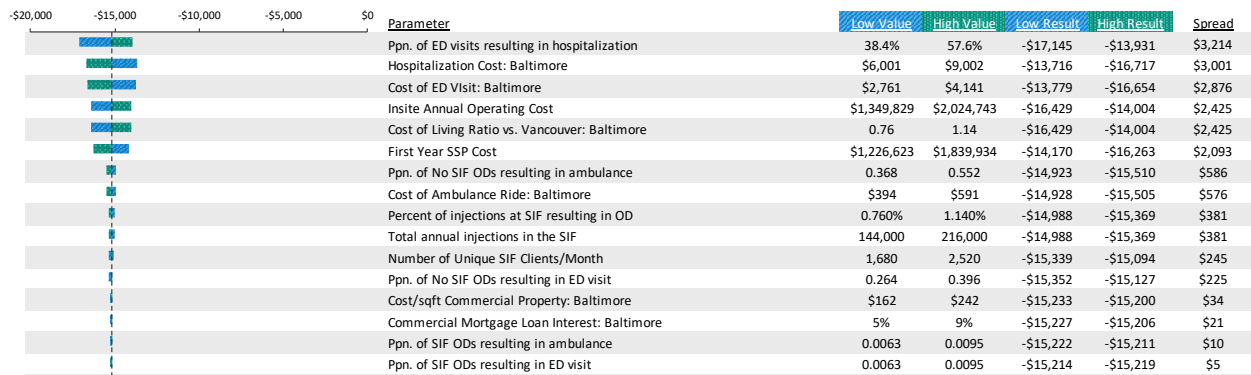 -$20,000 -$15,000 -$10,000 -$5,000 $0
Parameter Low Value High Value Low Result High Result Spread
Ppn. of ED visits resulting in hospitalization 38.4% 57.6% -$17,145 -$13,931 $3,214
Hospitalization Cost: Baltimore $6,001 $9,002 -$13,716 -$16,717 $3,001
Cost of ED VIsit: Baltimore $2,761 $4,141 -$13,779 -$16,654 $2,876
Insite Annual Operating Cost $1,349,829 $2,024,743 -$16,429 -$14,004 $2,425
Cost of Living Ratio vs. Vancouver: Baltimore 0.76 1.14 -$16,429 -$14,004 $2,425
First Year SSP Cost $1,226,623 $1,839,934 -$14,170 -$16,263 $2,093
Ppn. of No SIF ODs resulting in ambulance 0.368 0.552 -$14,923 -$15,510 $586
Cost of Ambulance Ride: Baltimore $394 $591 -$14,928 -$15,505 $576
Percent of injections at SIF resulting in OD 0.760% 1.140% -$14,988 -$15,369 $381
Total annual injections in the SIF 144,000 216,000 -$14,988 -$15,369 $381
Number of Unique SIF Clients/Month 1,680 2,520 -$15,339 -$15,094 $245
Ppn. of No SIF ODs resulting in ED visit 0.264 0.396 -$15,352 -$15,127 $225
Cost/sqft Commercial Property: Baltimore $162 $242 -$15,233 -$15,200 $34
Commercial Mortgage Loan Interest: Baltimore 5% 9% -$15,227 -$15,206 $21
Ppn. of SIF ODs resulting in ambulance 0.0063 0.0095 -$15,222 -$15,211 $10
Ppn. of SIF ODs resulting in ED visit 0.0063 0.0095 -$15,214 -$15,219 $5